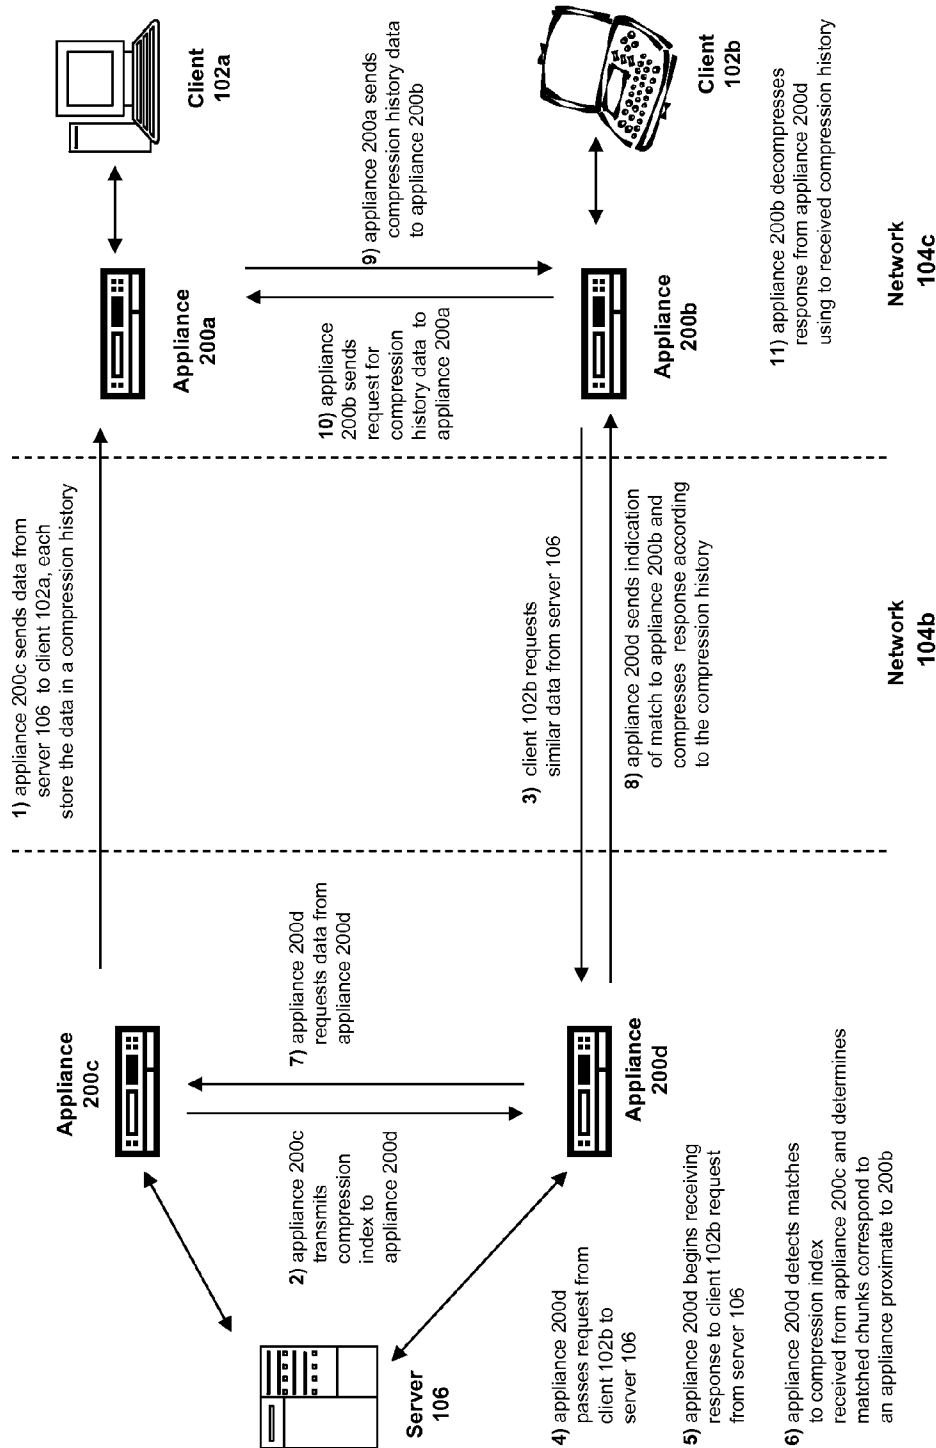 1) appliance 200c sends data from
server 106 to client 102a, each
store the data in a compression history
Client
102a
Appliance
200a
Appliance
200c
9) appliance 200a sends
compression history data
to appliance 200b
10) appliance
200b sends
request for
compression
history data to
appliance 200a
7) appliance 200d
requests data from
appliance 200d
2) appliance 200c
transmits
compression
index to
appliance 200d
Server
106
3) client 102b requests
similar data from server 106
8) appliance 200d sends indication
of match to appliance 200b and
compresses response according
to the compression history
Client
102b
Appliance
200b
Appliance
200d
4) appliance 200d
passes request from
client 102b to
server 106
5) appliance 200d begins receiving
response to client 102b request
from server 106
6) appliance 200d detects matches
to compression index
received from appliance 200c and determines
matched chunks correspond to
an appliance proximate to 200b
11) appliance 200b decompresses
response from appliance 200d
using to received compression history
Network
104b
Network
104c